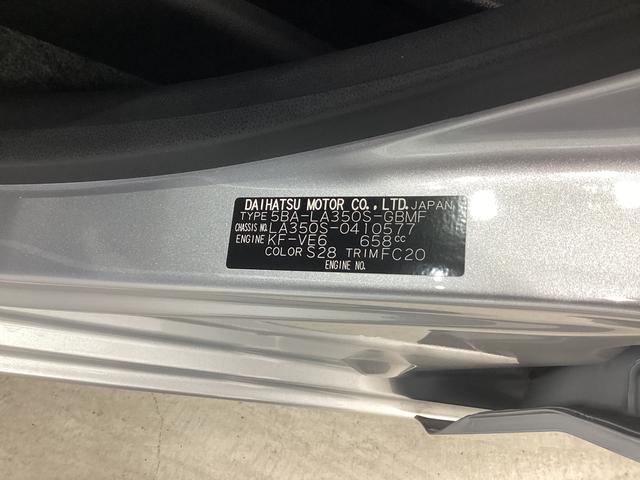 DAIHATSU MOTOR CO., LTD. JAPAN
TYPE 5BA-LA350S-GBMF
CHASSIS NO. LA350S-0410577
ENGINE KF-VE6 658cc
COLOR S28 TRIM FC20
ENGINE NO.